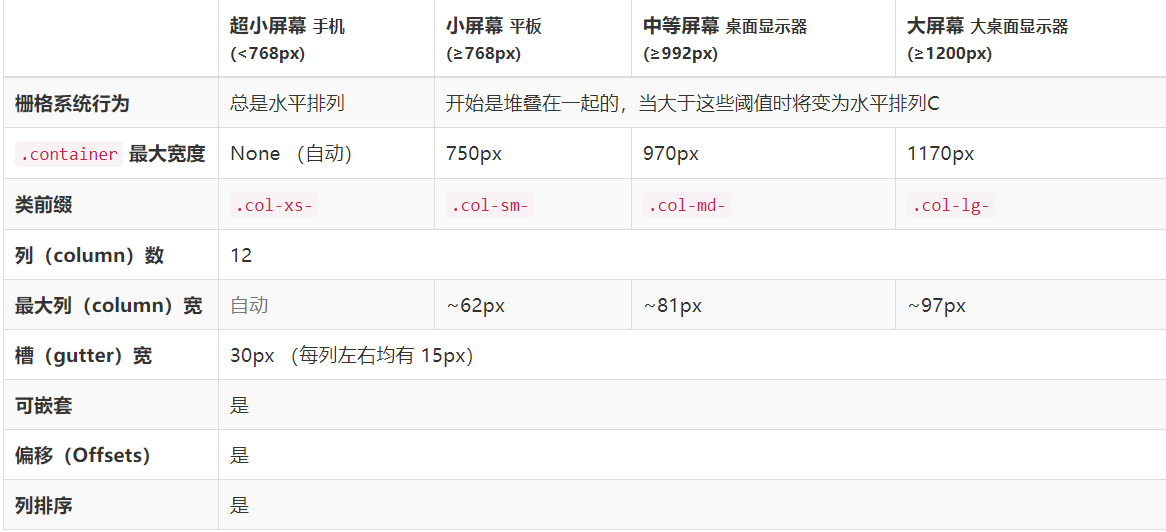 超小屏幕 手机 小屏幕 平板 中等屏幕 桌面显示器 大屏幕 大桌面显示器
(<768px) (≥768px) (≥992px) (≥1200px)
栅格系统行为 总是水平排列 开始是堆叠在一起的，当大于这些阈值时将变为水平排列C
.container 最大宽度 None （自动） 750px 970px 1170px
类前缀 .col-xs- .col-sm- .col-md- .col-lg-
列（column）数 12
最大列（column）宽 自动 ~62px ~81px ~97px
槽（gutter）宽 30px （每列左右均有 15px）
可嵌套 是
偏移（Offsets） 是
列排序 是